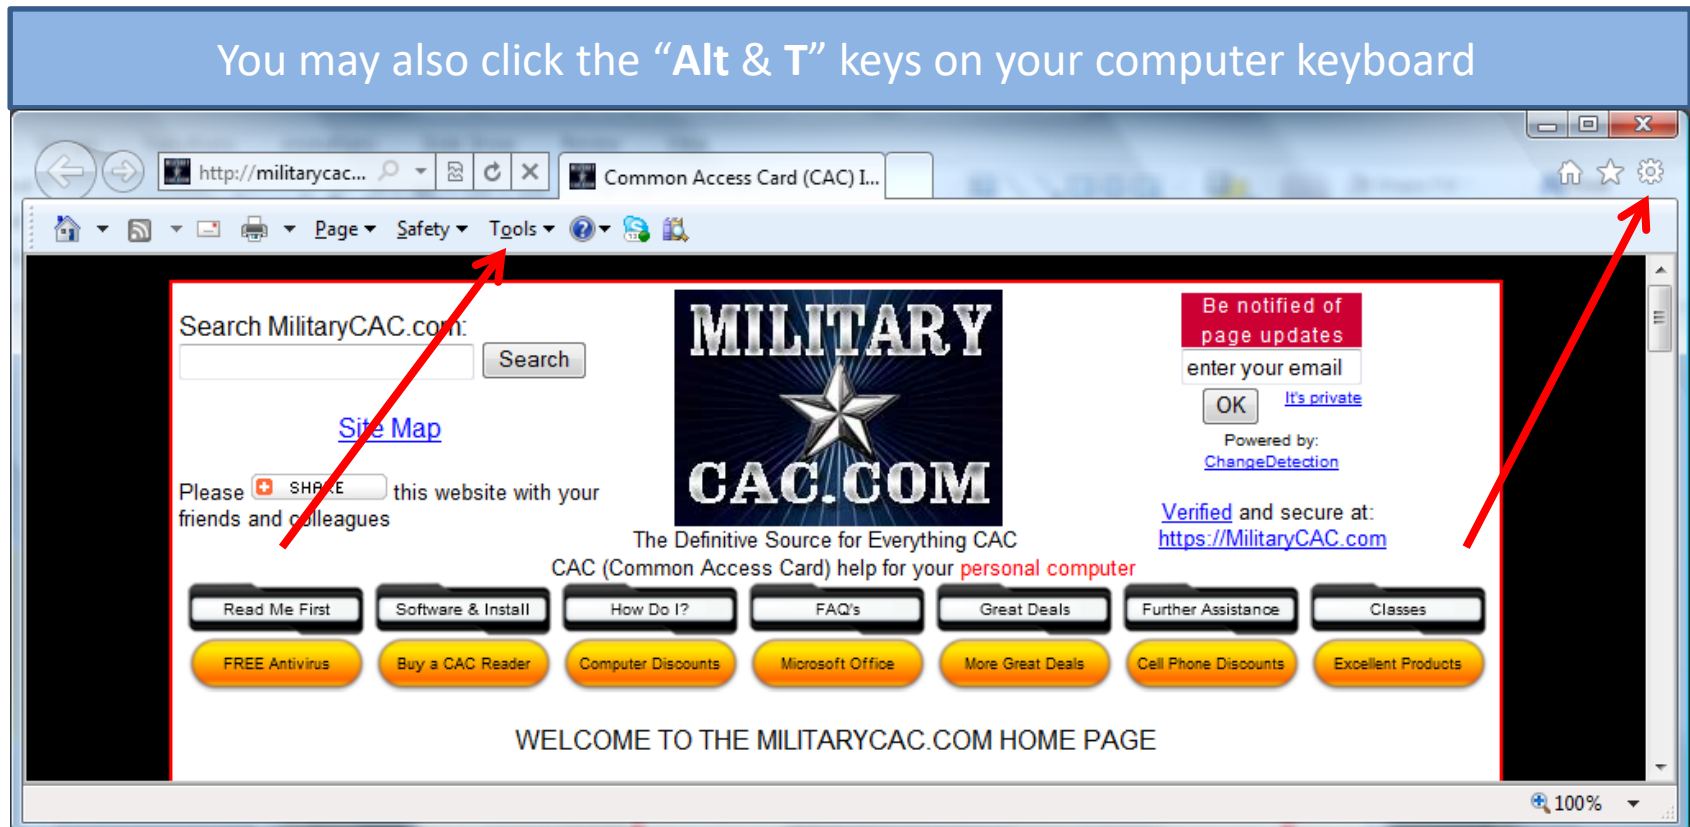 You may also click the “Alt & T” keys on your computer keyboard
http://militarycac...
Common Access Card (CAC) I...
Page Safety Tools
Search MilitaryCAC.com:
Search
Site Map
Please SHARE this website with your
friends and colleagues
MILITARY
CAC.COM
Be notified of
page updates
enter your email
OK It's private
Powered by:
ChangeDetection
Verified and secure at:
https://MilitaryCAC.com
The Definitive Source for Everything CAC
CAC (Common Access Card) help for your personal computer
Read Me First Software & Install How Do I? FAQ's Great Deals Further Assistance Classes
FREE Antivirus Buy a CAC Reader Computer Discounts Microsoft Office More Great Deals Cell Phone Discounts Excellent Products
WELCOME TO THE MILITARYCAC.COM HOME PAGE
100%